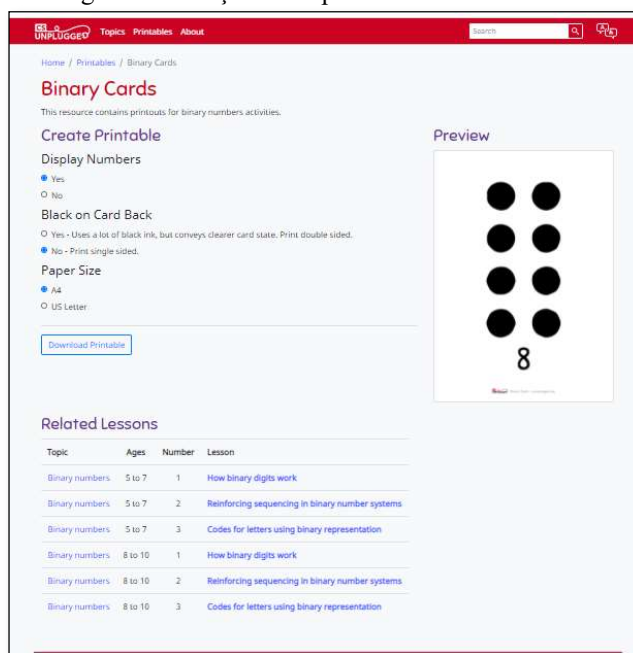 CS
UNPLUGGED Topics Printables About Search
Home / Printables / Binary Cards
Binary Cards
This resource contains printouts for binary numbers activities.
Create Printable
Display Numbers
Yes
No
Black on Card Back
Yes - Uses a lot of black ink, but conveys clearer card state. Print double sided.
No - Print single sided.
Paper Size
A4
US Letter
Download Printable
Preview
8
Related Lessons
Topic Ages Number Lesson
Binary numbers 5 to 7 1 How binary digits work
Binary numbers 5 to 7 2 Reinforcing sequencing in binary number systems
Binary numbers 5 to 7 3 Codes for letters using binary representation
Binary numbers 8 to 10 1 How binary digits work
Binary numbers 8 to 10 2 Reinforcing sequencing in binary number systems
Binary numbers 8 to 10 3 Codes for letters using binary representation